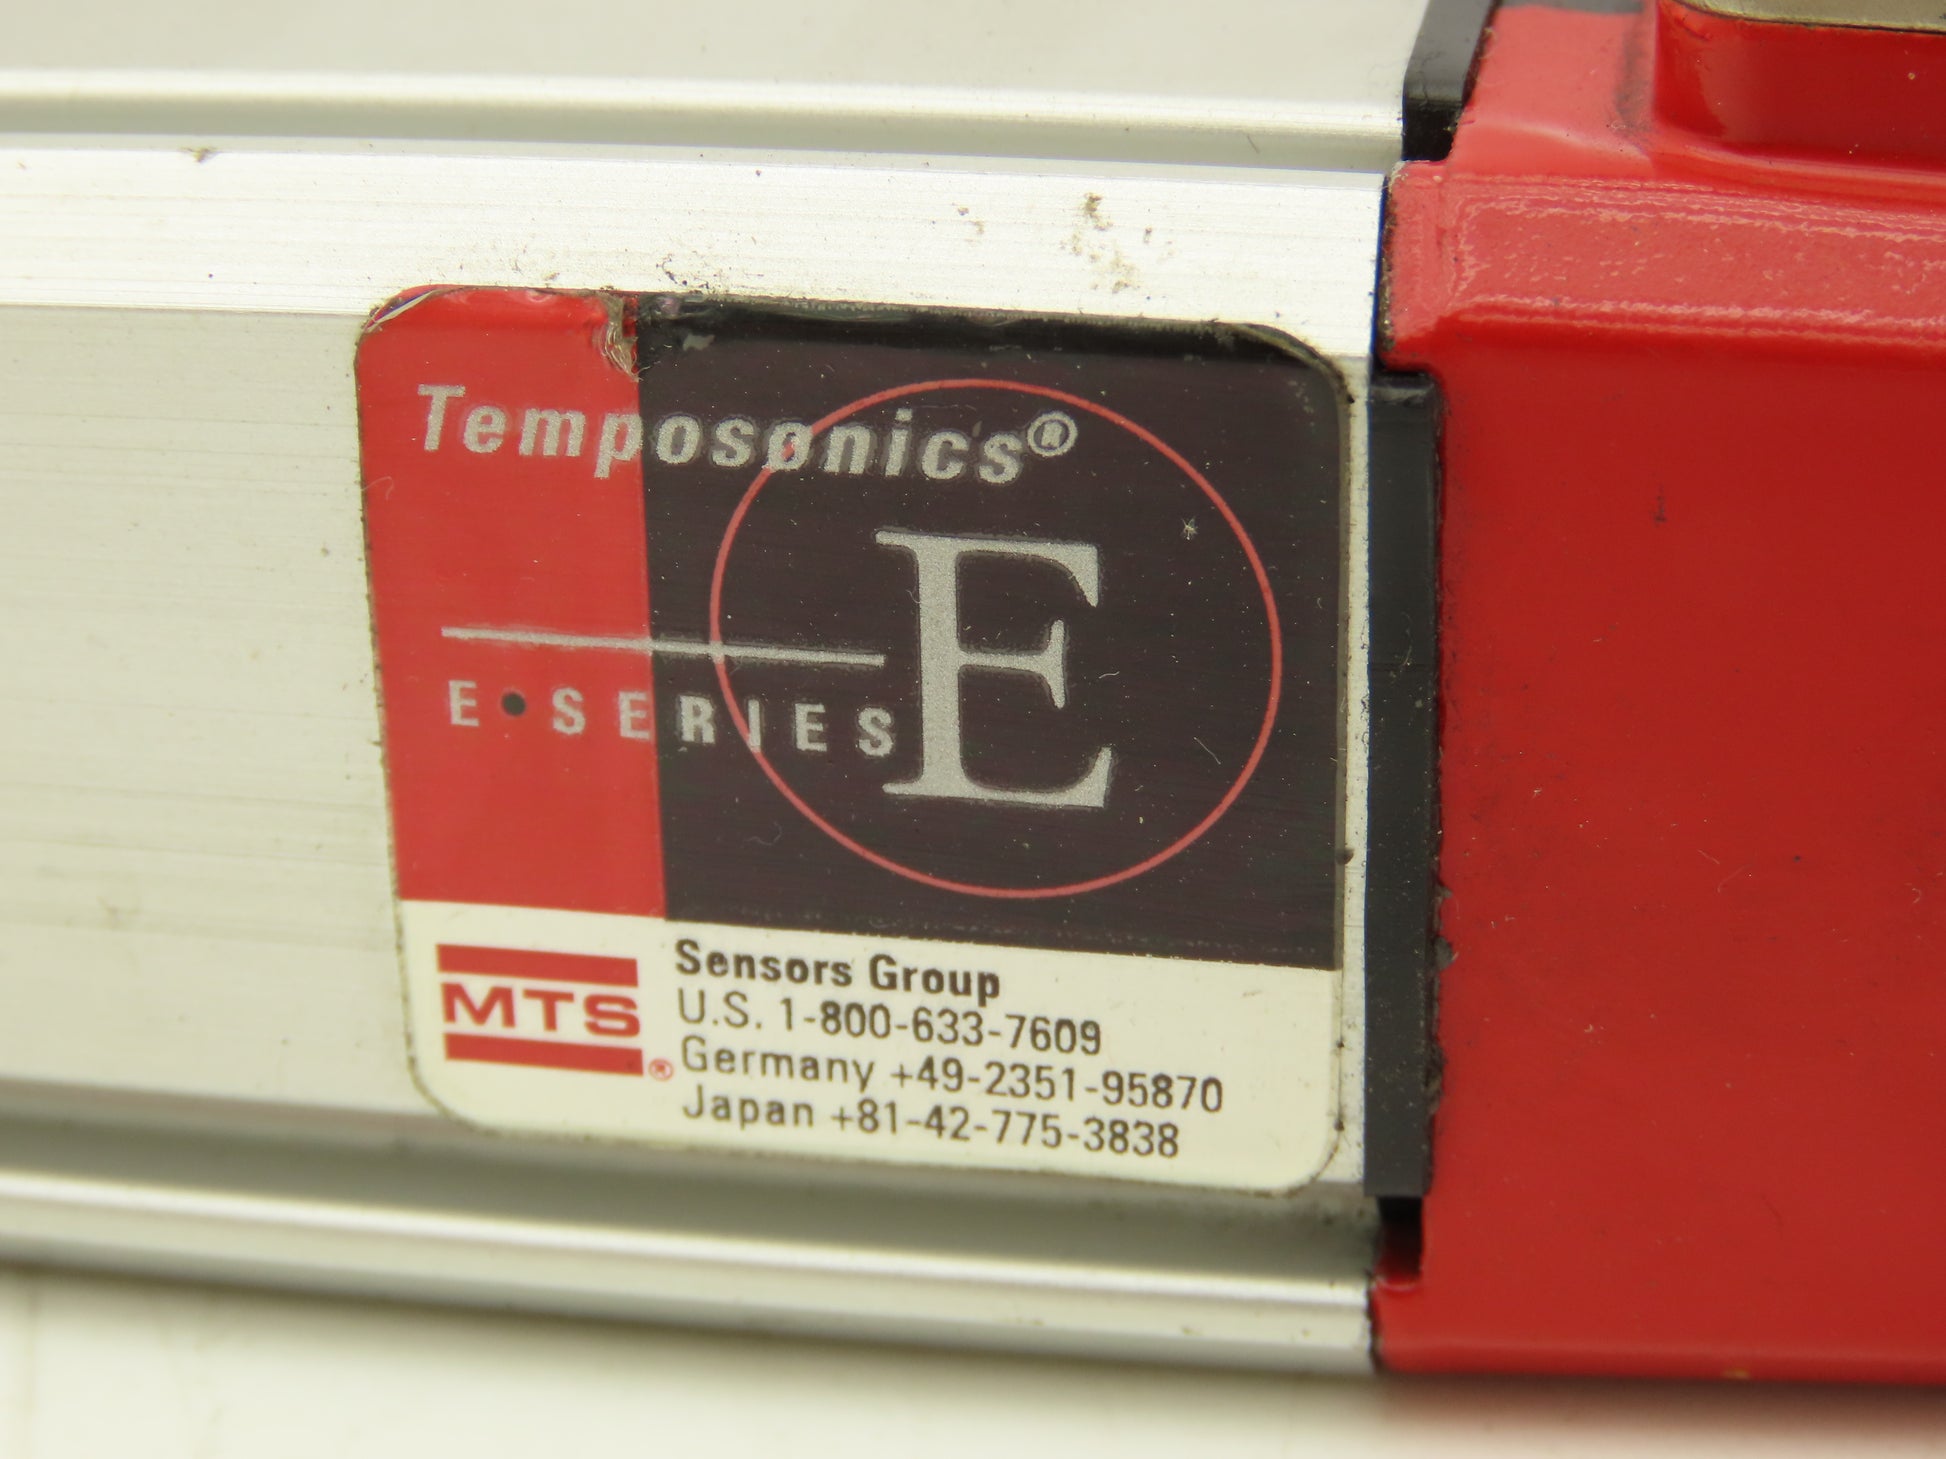 Temposonics®
E
E•SERIES
MTS®
Sensors Group
U.S. 1-800-633-7609
Germany +49-2351-95870
Japan +81-42-775-3838